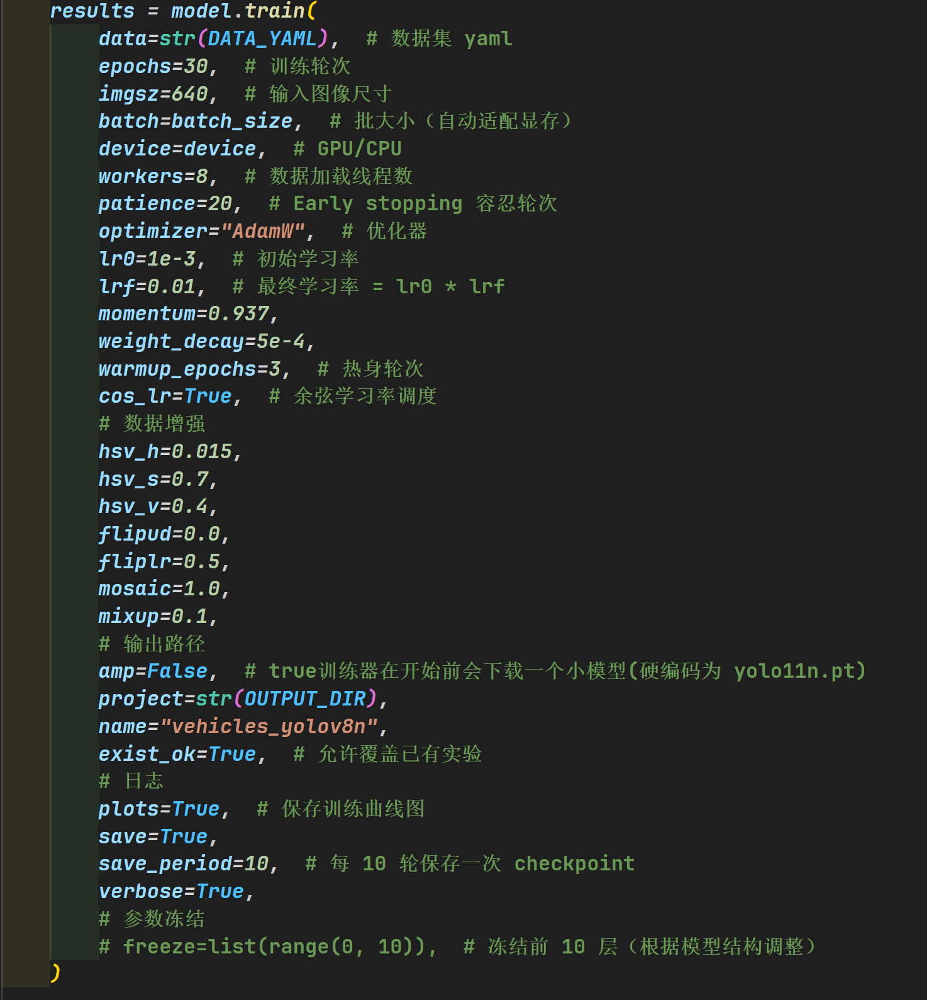 results = model.train(
data=str(DATA_YAML),  # 数据集 yaml
epochs=30,  # 训练轮次
imgsz=640,  # 输入图像尺寸
batch=batch_size,  # 批大小（自动适配显存）
device=device,  # GPU/CPU
workers=8,  # 数据加载线程数
patience=20,  # Early stopping 容忍轮次
optimizer="AdamW",  # 优化器
lr0=1e-3,  # 初始学习率
lrf=0.01,  # 最终学习率 = lr0 * lrf
momentum=0.937,
weight_decay=5e-4,
warmup_epochs=3,  # 热身轮次
cos_lr=True,  # 余弦学习率调度
# 数据增强
hsv_h=0.015,
hsv_s=0.7,
hsv_v=0.4,
flipud=0.0,
fliplr=0.5,
mosaic=1.0,
mixup=0.1,
# 输出路径
amp=False,  # true训练器在开始前会下载一个小模型(硬编码为 yolo11n.pt)
project=str(OUTPUT_DIR),
name="vehicles_yolov8n",
exist_ok=True,  # 允许覆盖已有实验
# 日志
plots=True,  # 保存训练曲线图
save=True,
save_period=10,  # 每 10 轮保存一次 checkpoint
verbose=True,
# 参数冻结
# freeze=list(range(0, 10)),  # 冻结前 10 层（根据模型结构调整）
)